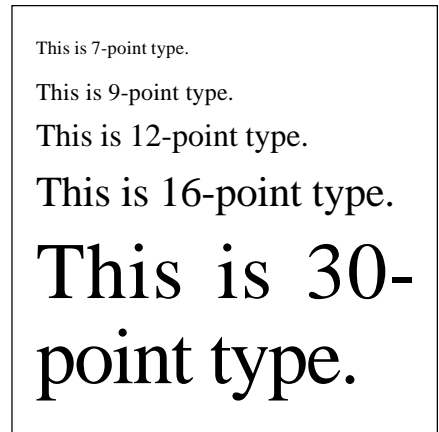 This is 7-point type.
This is 9-point type.
This is 12-point type.
This is 16-point type.
This is 30-
point type.